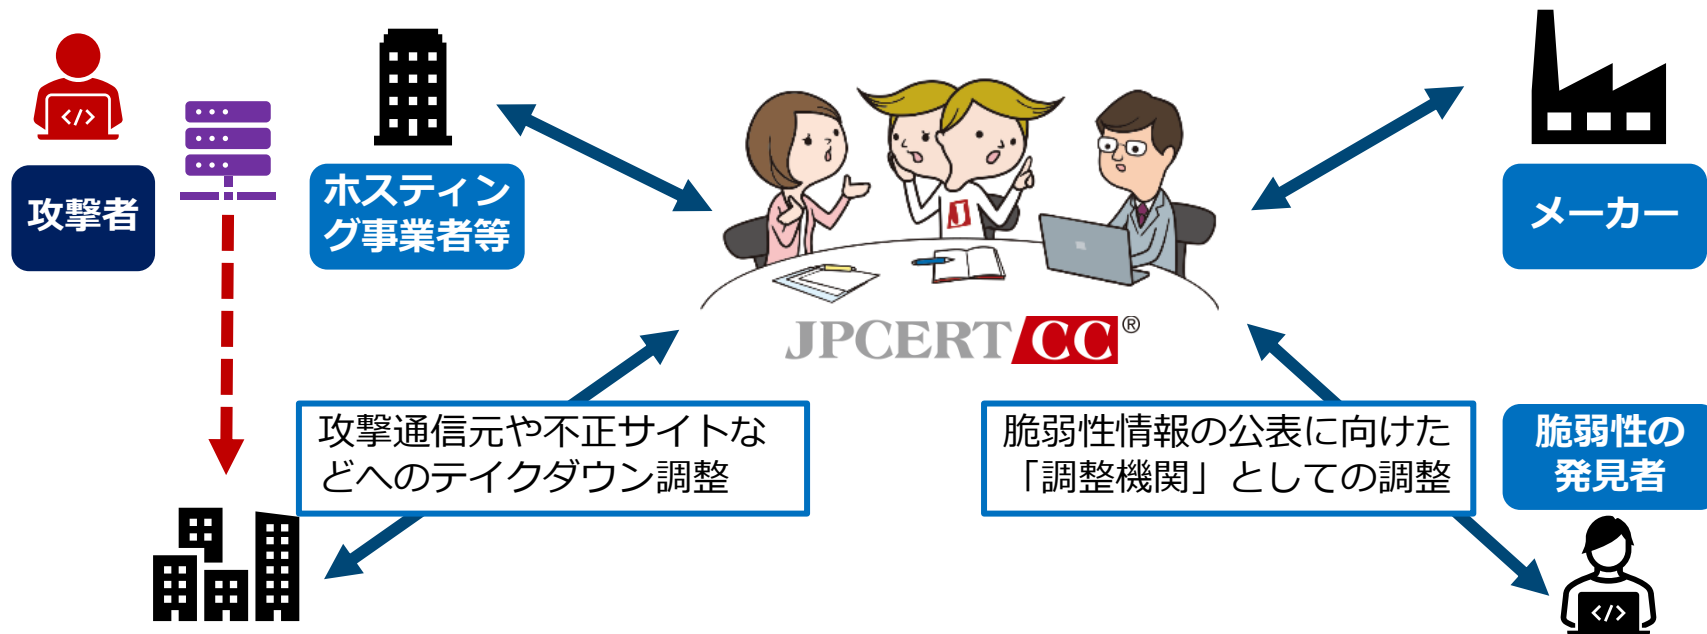 攻撃者
</>
ホスティン
グ事業者等
J
メーカー
JPCERT CC®
攻撃通信元や不正サイトな
どへのテイクダウン調整
脆弱性情報の公表に向けた
「調整機関」としての調整
脆弱性の
発見者
</>